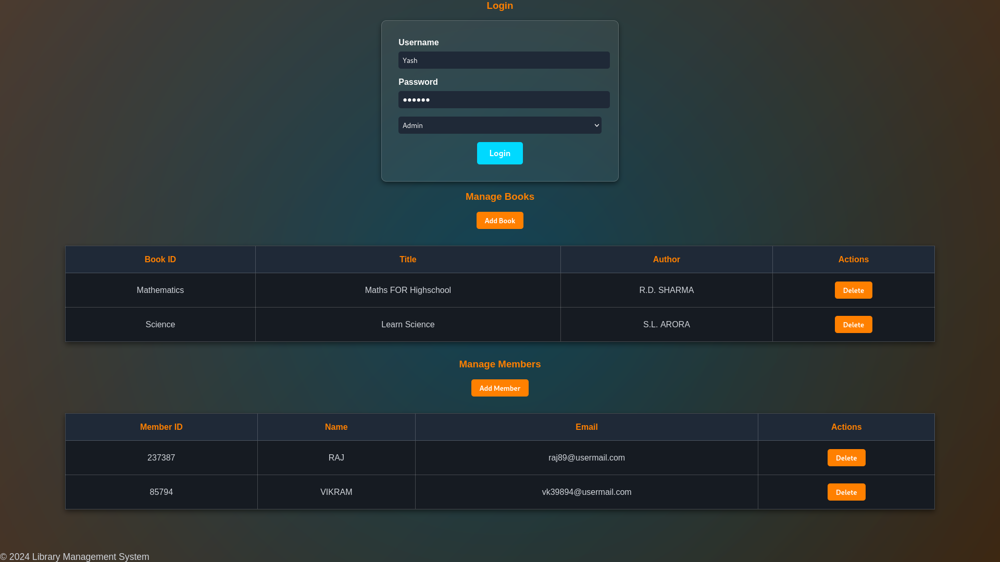 Login
Username
Yash
Password
●●●●●●
Admin
Login
Manage Books
Add Book
Book ID Title Author Actions
Mathematics Maths FOR Highschool R.D. SHARMA Delete
Science Learn Science S.L. ARORA Delete
Manage Members
Add Member
Member ID Name Email Actions
237387 RAJ raj89@usermail.com Delete
85794 VIKRAM vk39894@usermail.com Delete
© 2024 Library Management System